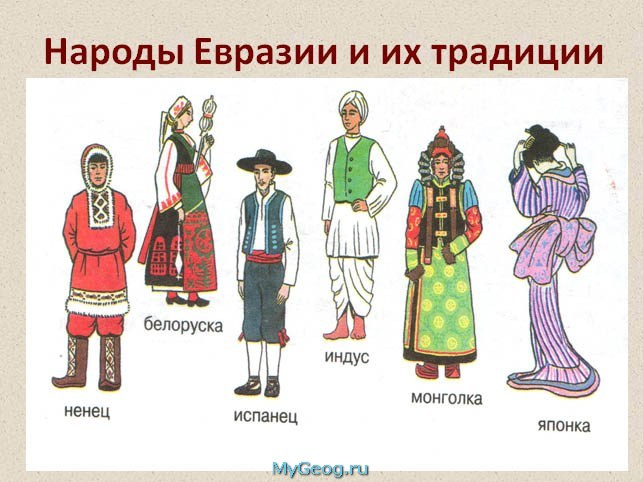 Народы Евразии и их традиции
белоруска
индус
ненец
испанец
монголка
японка
MyGeog.ru